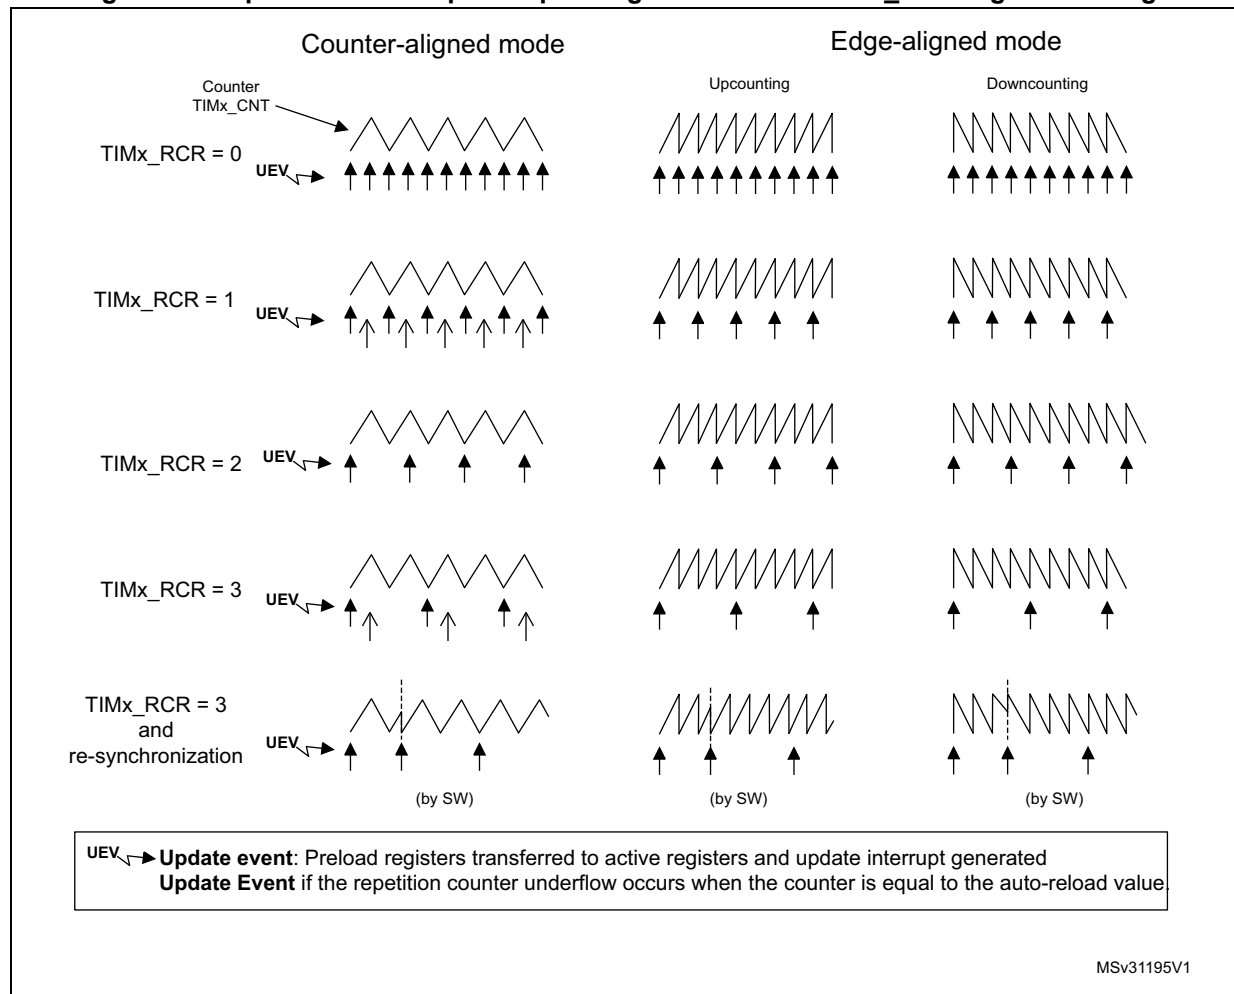 Counter-aligned mode
Edge-aligned mode
Counter
TIMx_CNT
Upcounting
Downcounting
TIMx_RCR = 0
UEV
TIMx_RCR = 1
UEV
TIMx_RCR = 2
UEV
TIMx_RCR = 3
UEV
TIMx_RCR = 3
and
re-synchronization
UEV
(by SW)
(by SW)
(by SW)
UEV Update event: Preload registers transferred to active registers and update interrupt generated
Update Event if the repetition counter underflow occurs when the counter is equal to the auto-reload value.
MSv31195V1